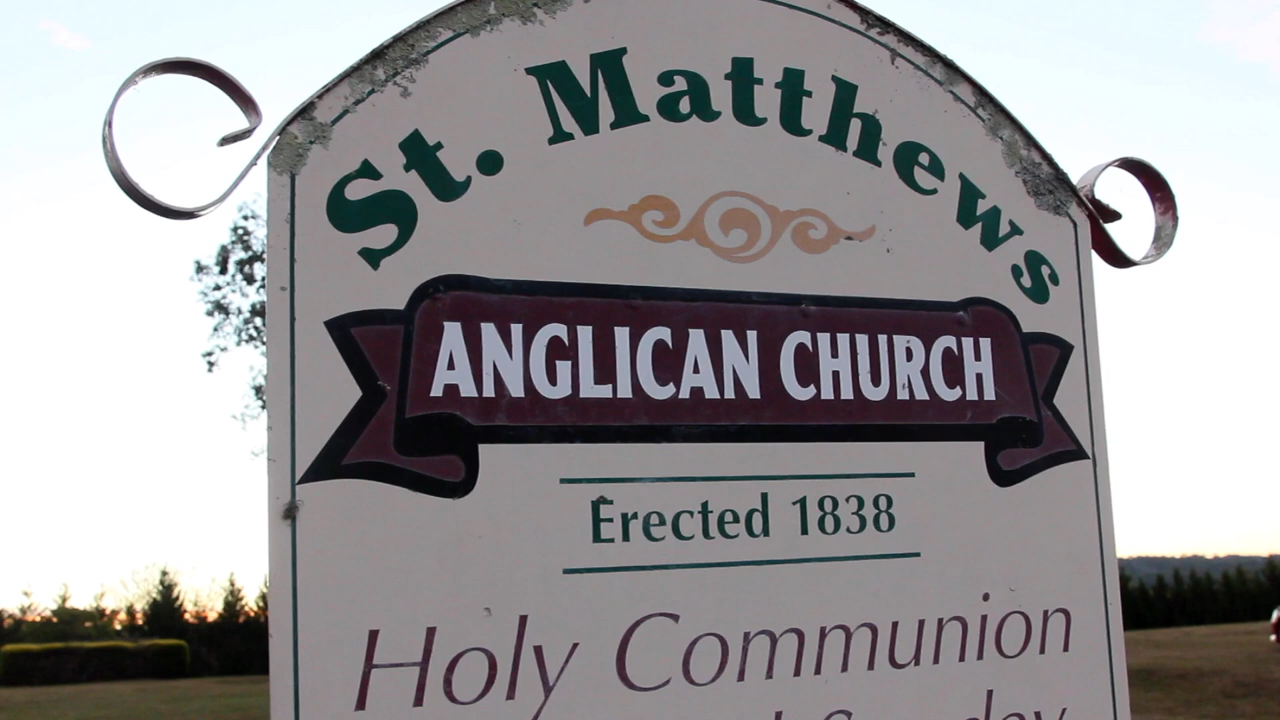 St. Matthews
ANGLICAN CHURCH
Erected 1838
Holy Communion